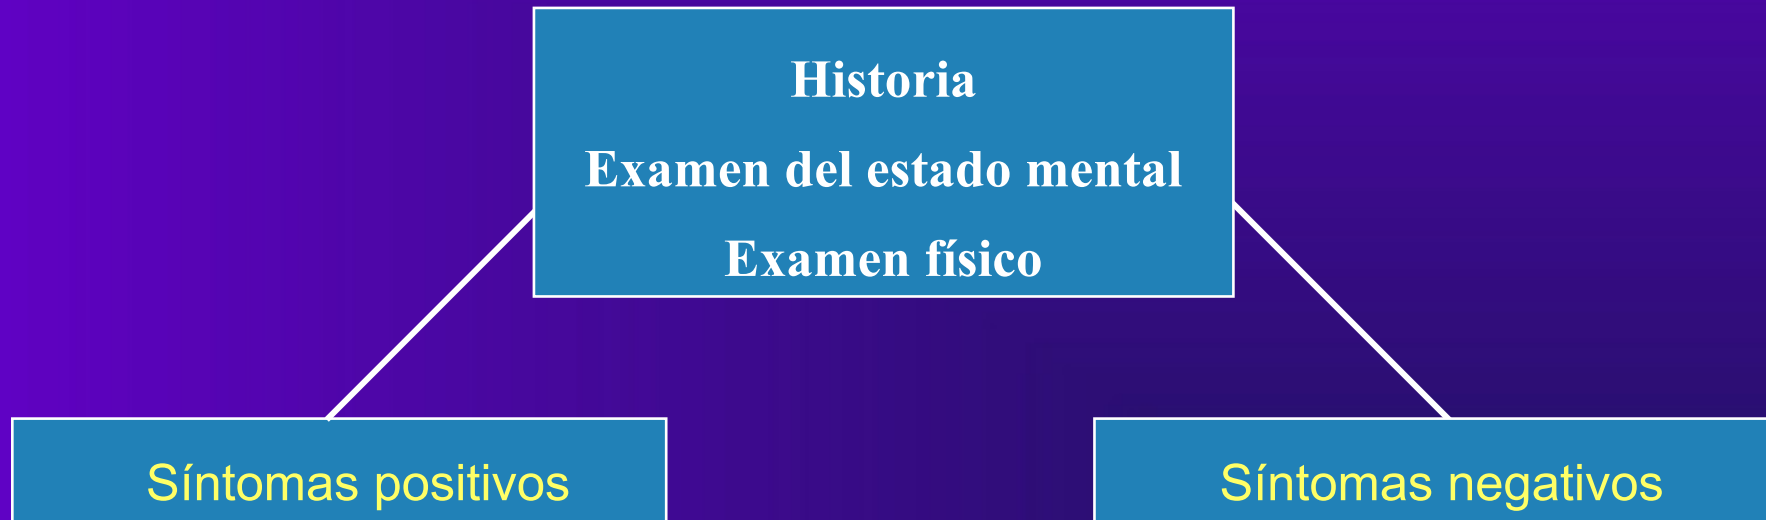 Historia
Examen del estado mental
Examen físico
Síntomas positivos
Síntomas negativos